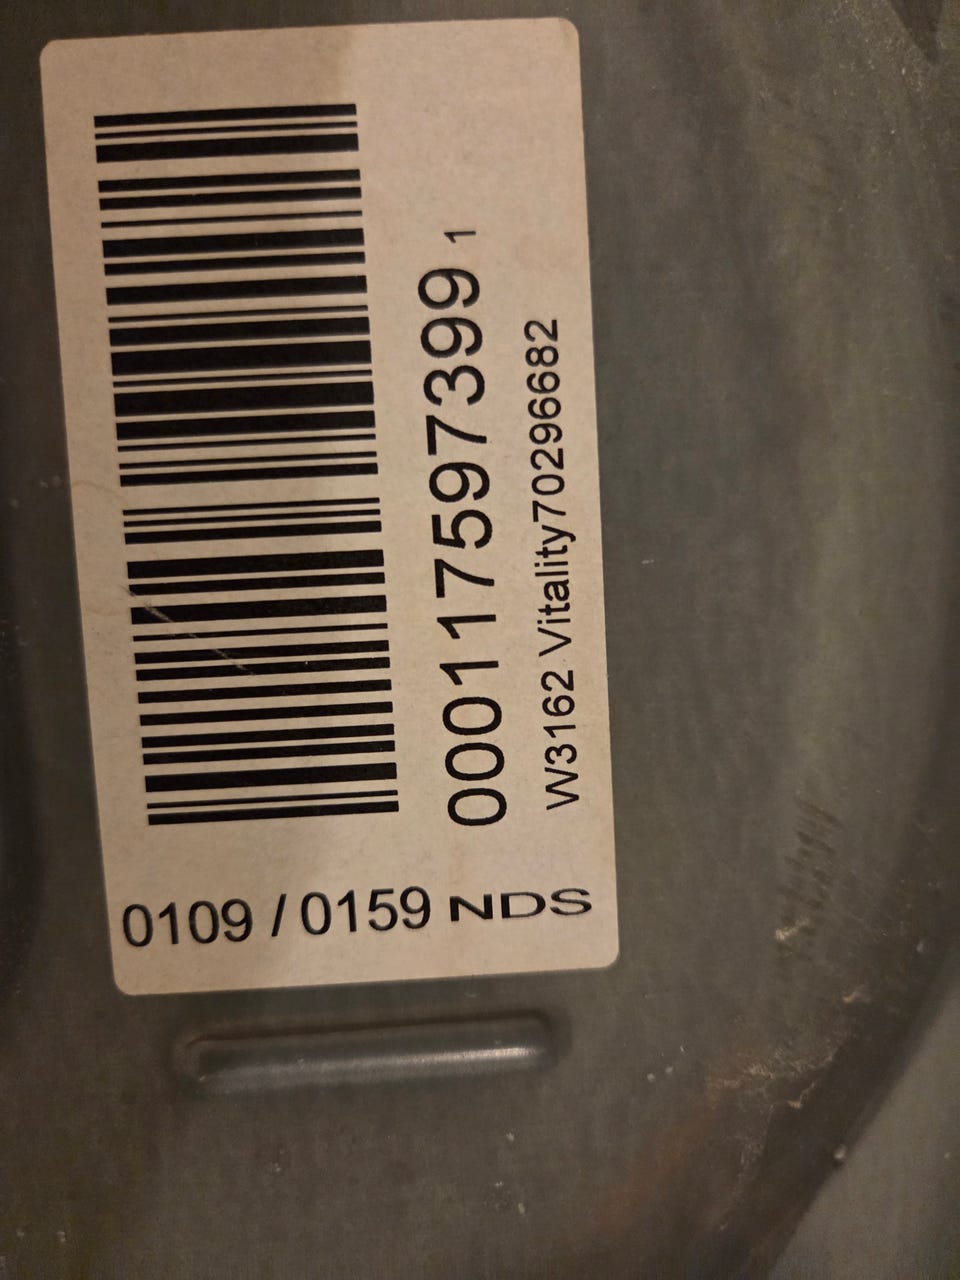 0001175973991
W3162 Vitality70296682
0109 / 0159 NDS